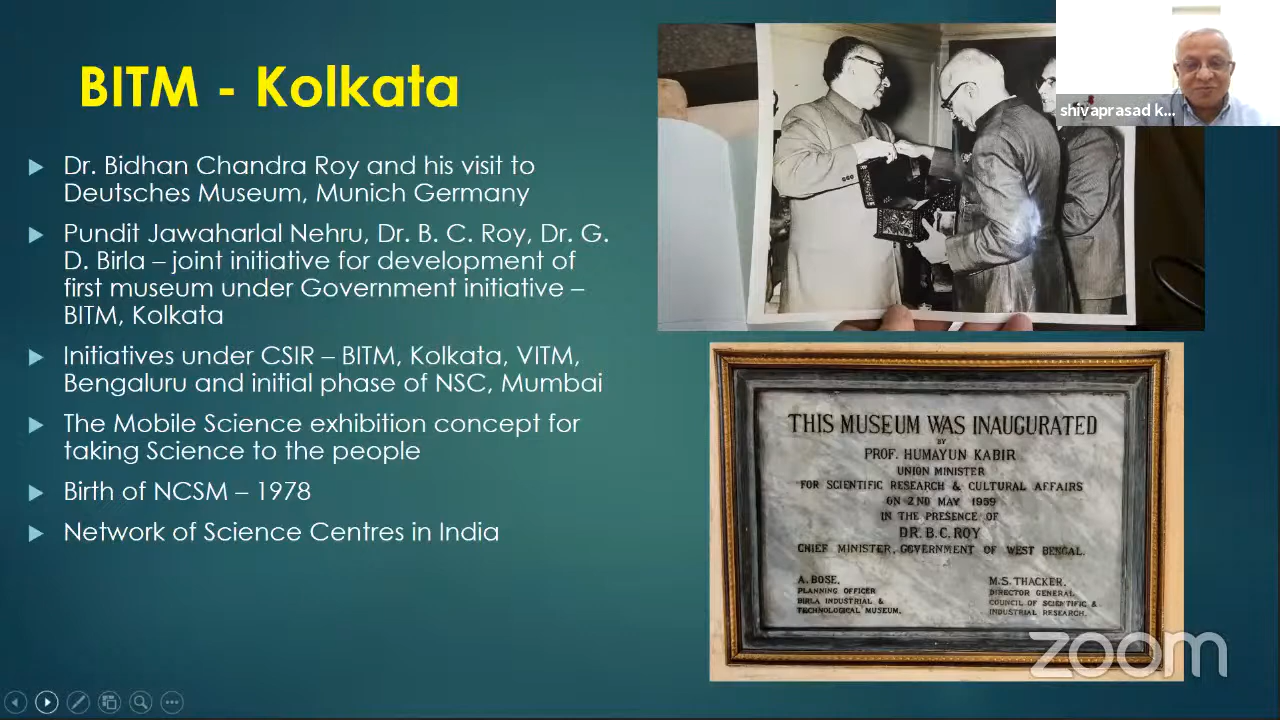 BITM - Kolkata
Dr. Bidhan Chandra Roy and his visit to
Deutsches Museum, Munich Germany
Pundit Jawaharlal Nehru, Dr. B. C. Roy, Dr. G.
D. Birla – joint initiative for development of
first museum under Government initiative –
BITM, Kolkata
Initiatives under CSIR – BITM, Kolkata, VITM,
Bengaluru and initial phase of NSC, Mumbai
The Mobile Science exhibition concept for
taking Science to the people
Birth of NCSM – 1978
Network of Science Centres in India
shivaprasad k...
THIS MUSEUM WAS INAUGURATED
BY
PROF. HUMAYUN KABIR
UNION MINISTER
FOR SCIENTIFIC RESEARCH & CULTURAL AFFAIRS
ON 2ND MAY 1959
IN THE PRESENCE OF
DR. B.C. ROY
CHIEF MINISTER, GOVERNMENT OF WEST BENGAL.
A. BOSE.
PLANNING OFFICER
BIRLA INDUSTRIAL &
TECHNOLOGICAL MUSEUM.
M.S. THACKER.
DIRECTOR GENERAL
COUNCIL OF SCIENTIFIC &
INDUSTRIAL RESEARCH.
zoom